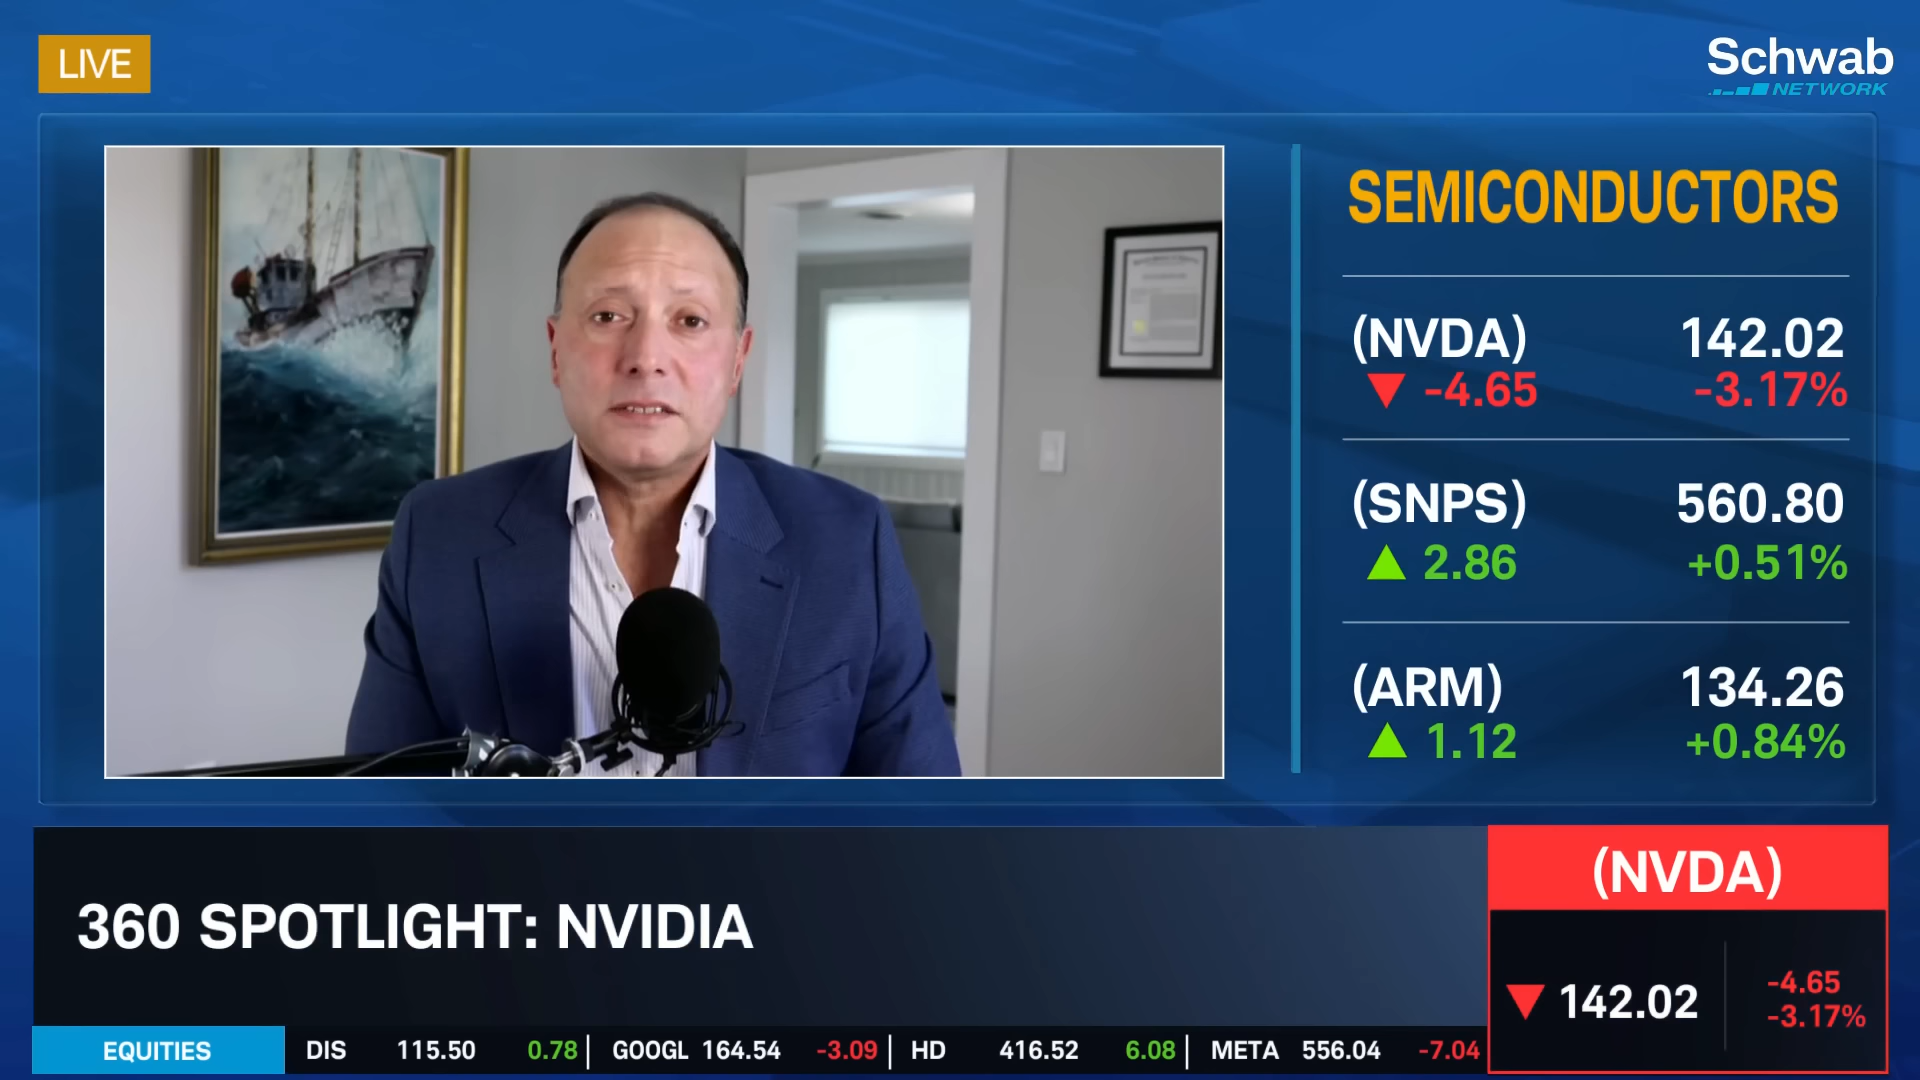 LIVE
Schwab
NETWORK
SEMICONDUCTORS
(NVDA) 142.02
▼ -4.65 -3.17%
(SNPS) 560.80
▲ 2.86 +0.51%
(ARM) 134.26
▲ 1.12 +0.84%
360 SPOTLIGHT: NVIDIA
(NVDA)
▼ 142.02
-4.65
-3.17%
EQUITIES DIS 115.50 0.78 | GOOGL 164.54 -3.09 | HD 416.52 6.08 | META 556.04 -7.04